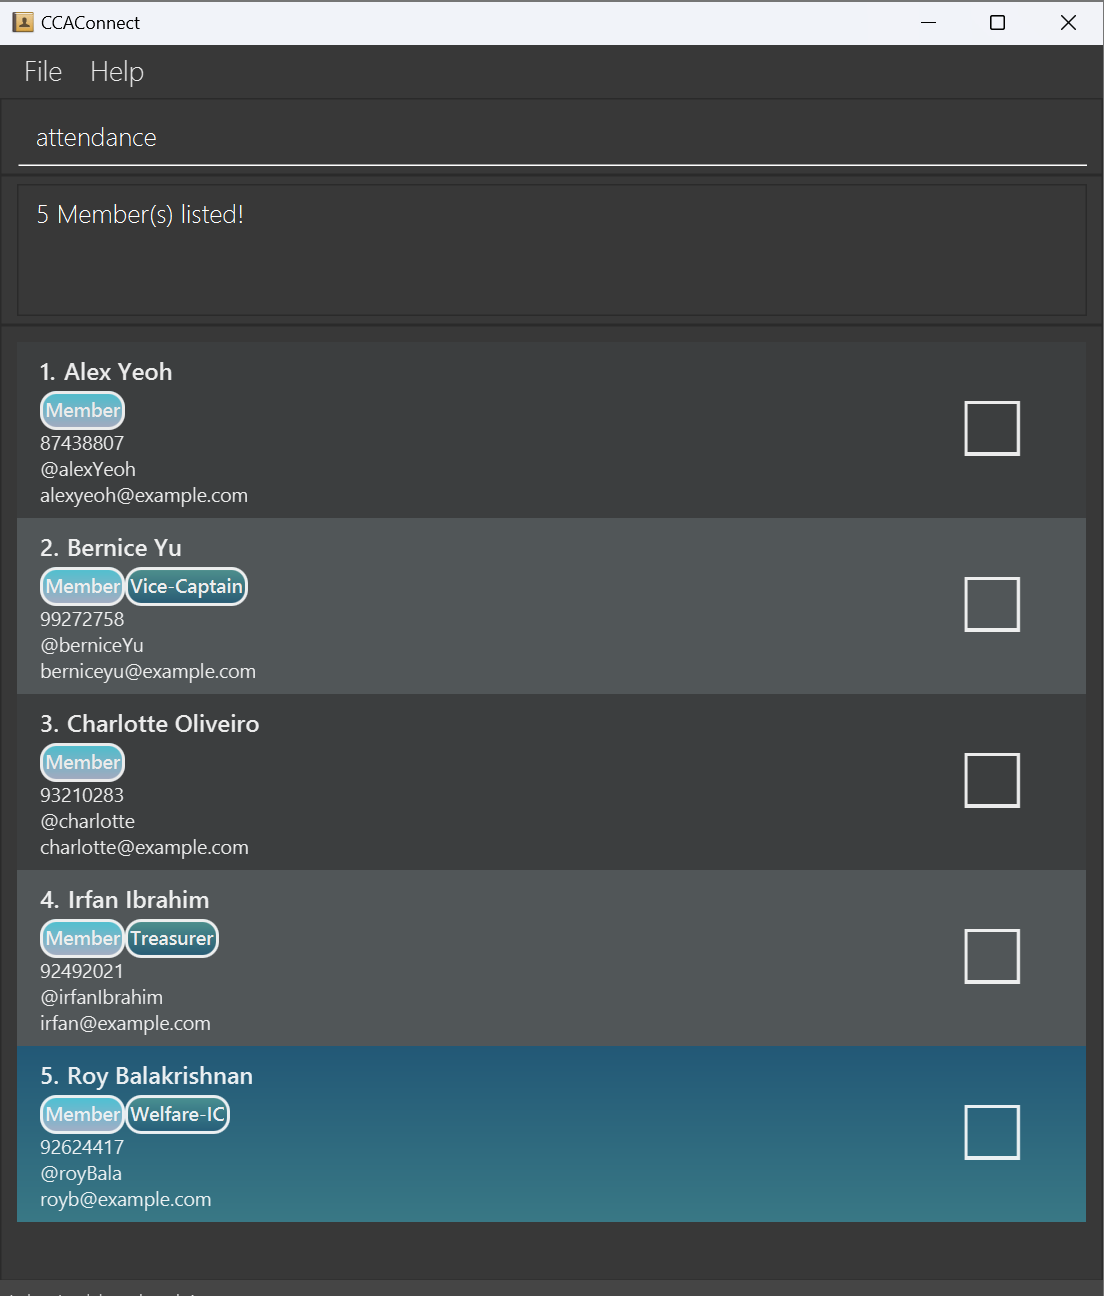 CCAConnect
File Help
attendance
5 Member(s) listed!
1. Alex Yeoh
Member
87438807
@alexYeoh
alexyeoh@example.com
2. Bernice Yu
Member Vice-Captain
99272758
@berniceYu
berniceyu@example.com
3. Charlotte Oliveiro
Member
93210283
@charlotte
charlotte@example.com
4. Irfan Ibrahim
Member Treasurer
92492021
@irfanIbrahim
irfan@example.com
5. Roy Balakrishnan
Member Welfare-IC
92624417
@royBala
royb@example.com